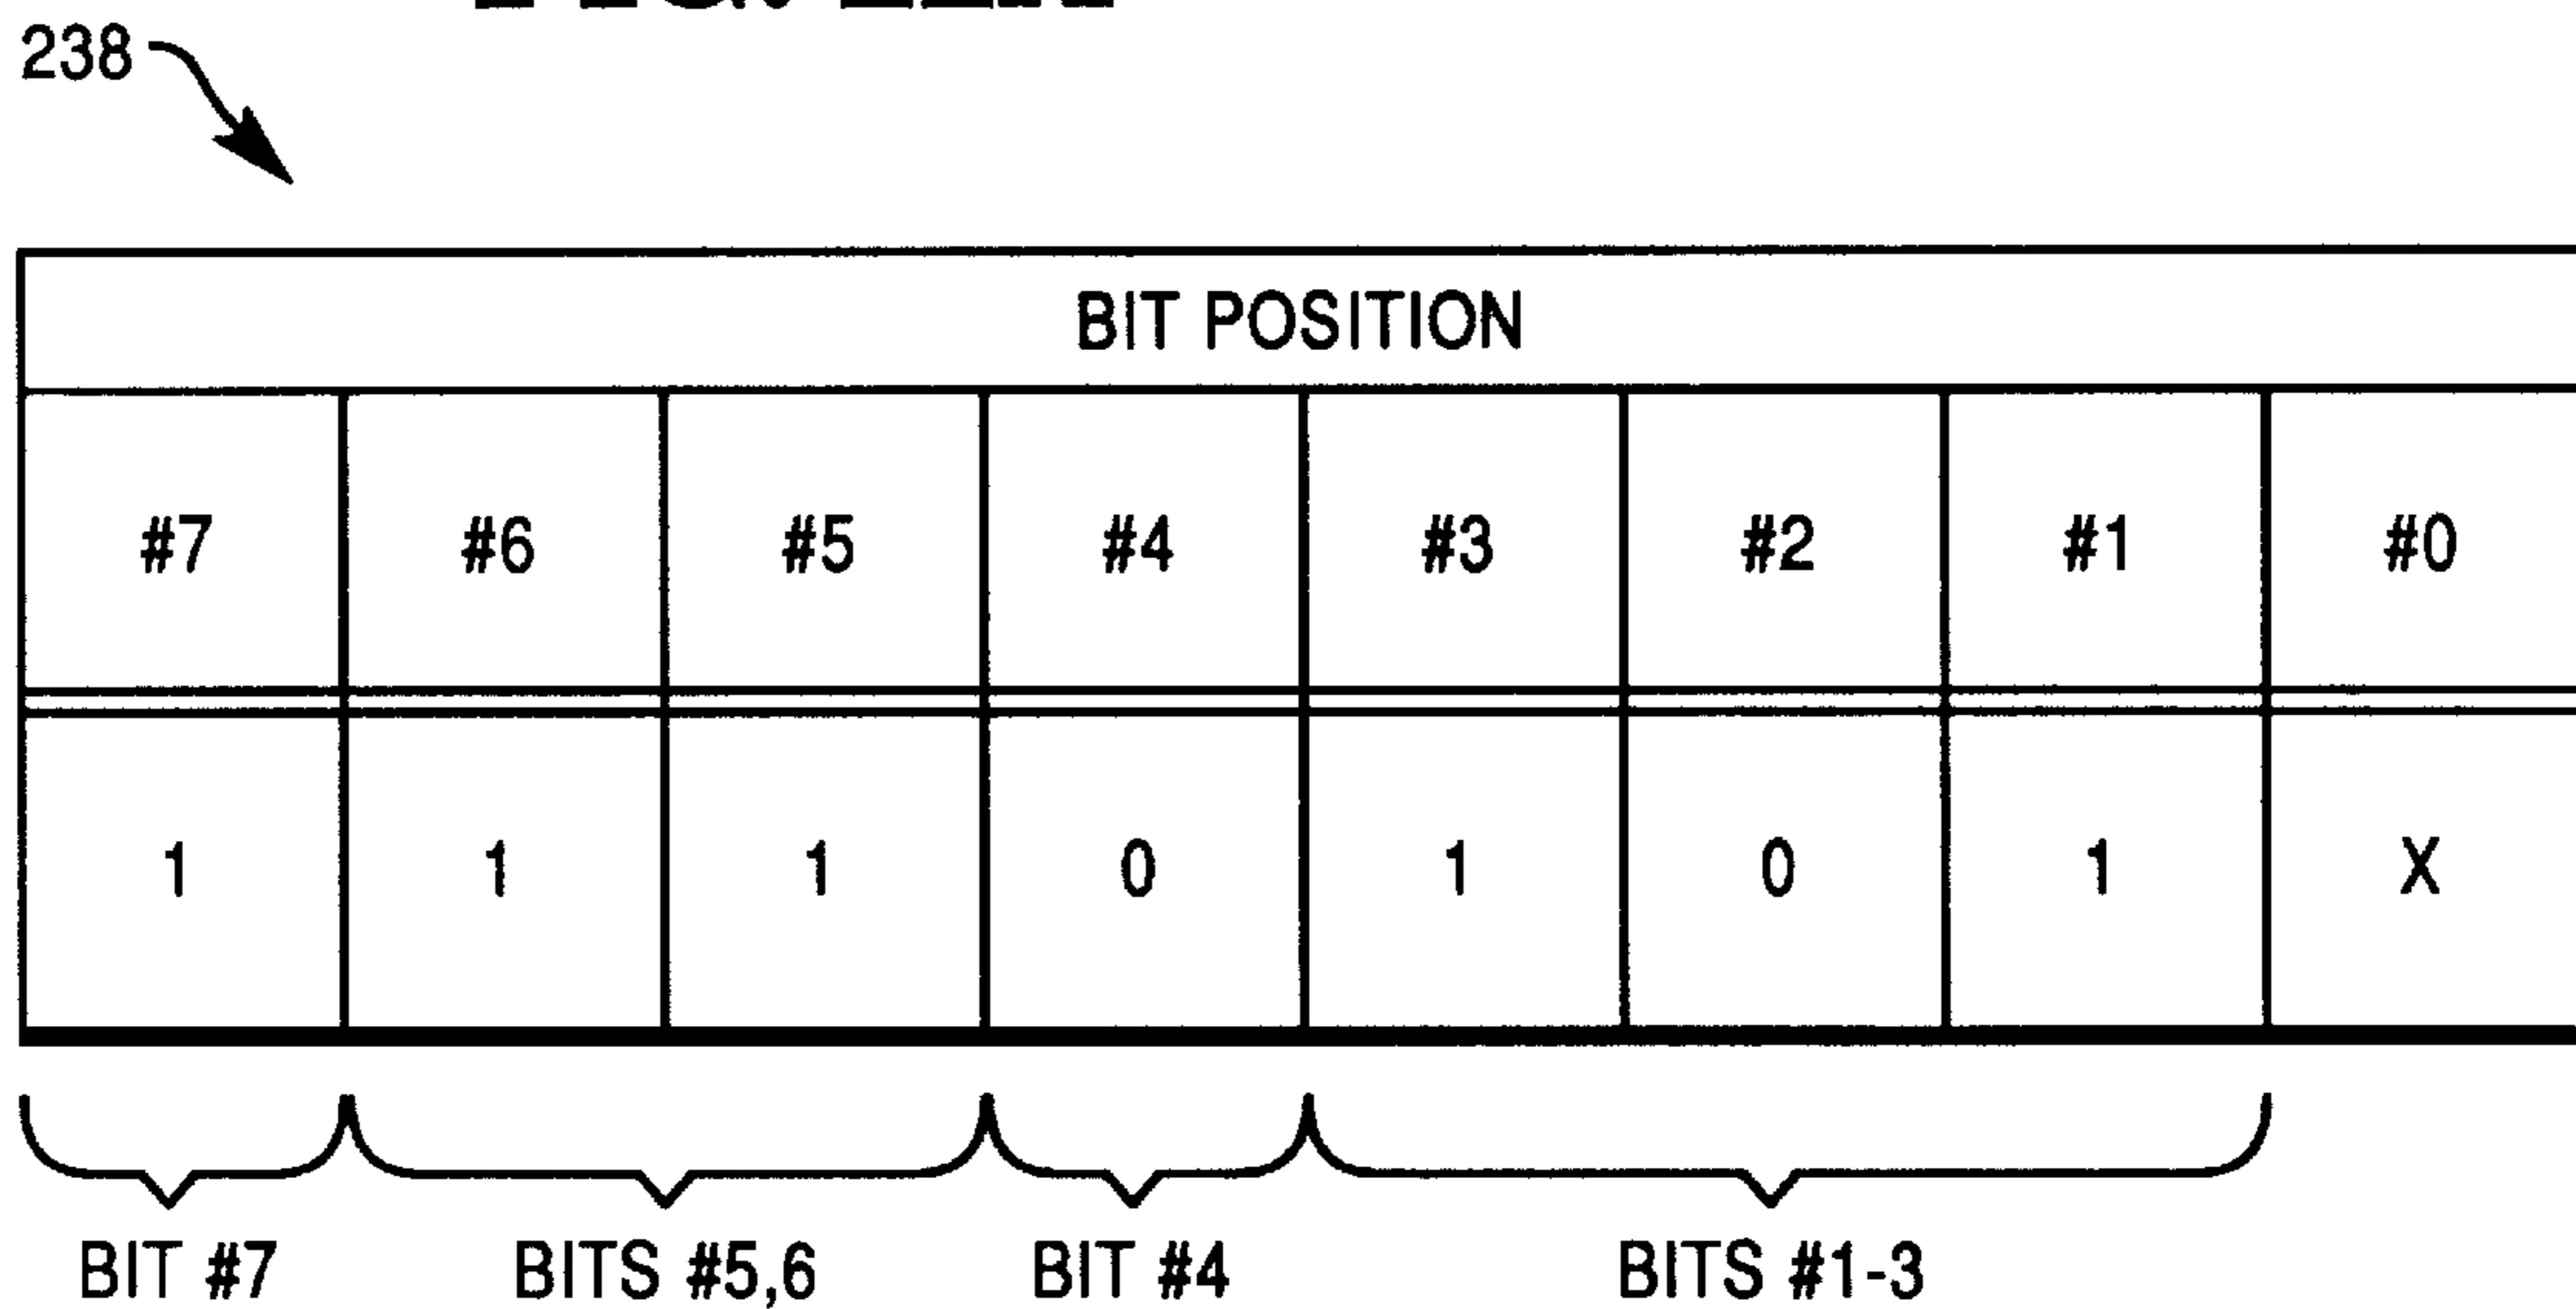 238
BIT POSITION
#7 #6 #5 #4 #3 #2 #1 #0
1 1 1 0 1 0 1 X
BIT #7 BITS #5,6 BIT #4 BITS #1-3